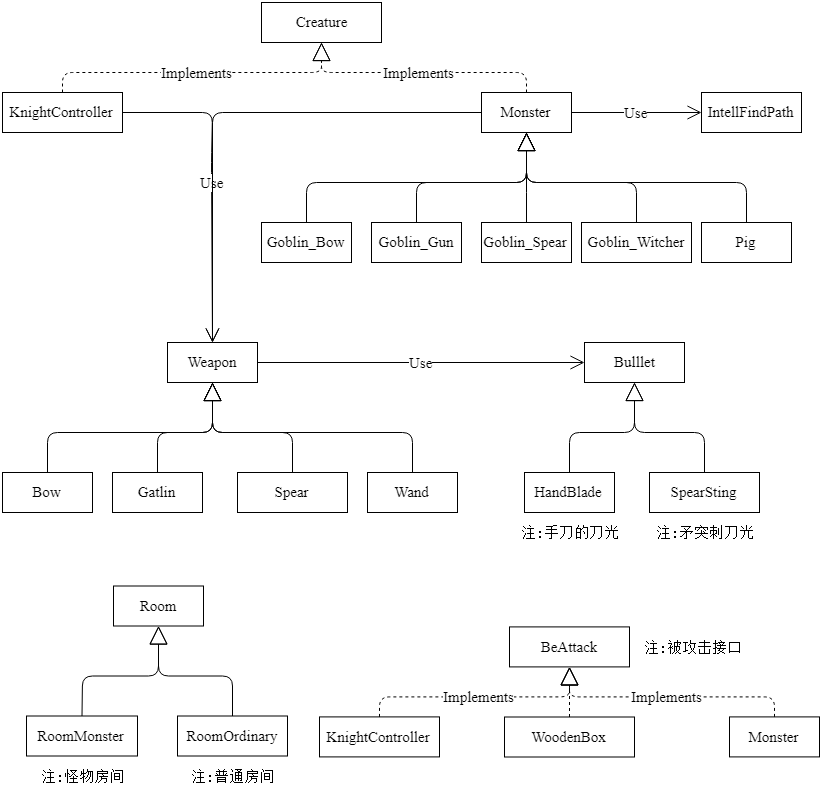 Creature
Implements
Implements
KnightController
Monster
Use
IntellFindPath
Use
Goblin_Bow
Goblin_Gun
Goblin_Spear
Goblin_Witcher
Pig
Weapon
Use
Bulllet
Bow
Gatlin
Spear
Wand
HandBlade
SpearSting
注:手刀的刀光
注:矛突刺刀光
Room
BeAttack
注:被攻击接口
Implements
Implements
RoomMonster
RoomOrdinary
KnightController
WoodenBox
Monster
注:怪物房间
注:普通房间